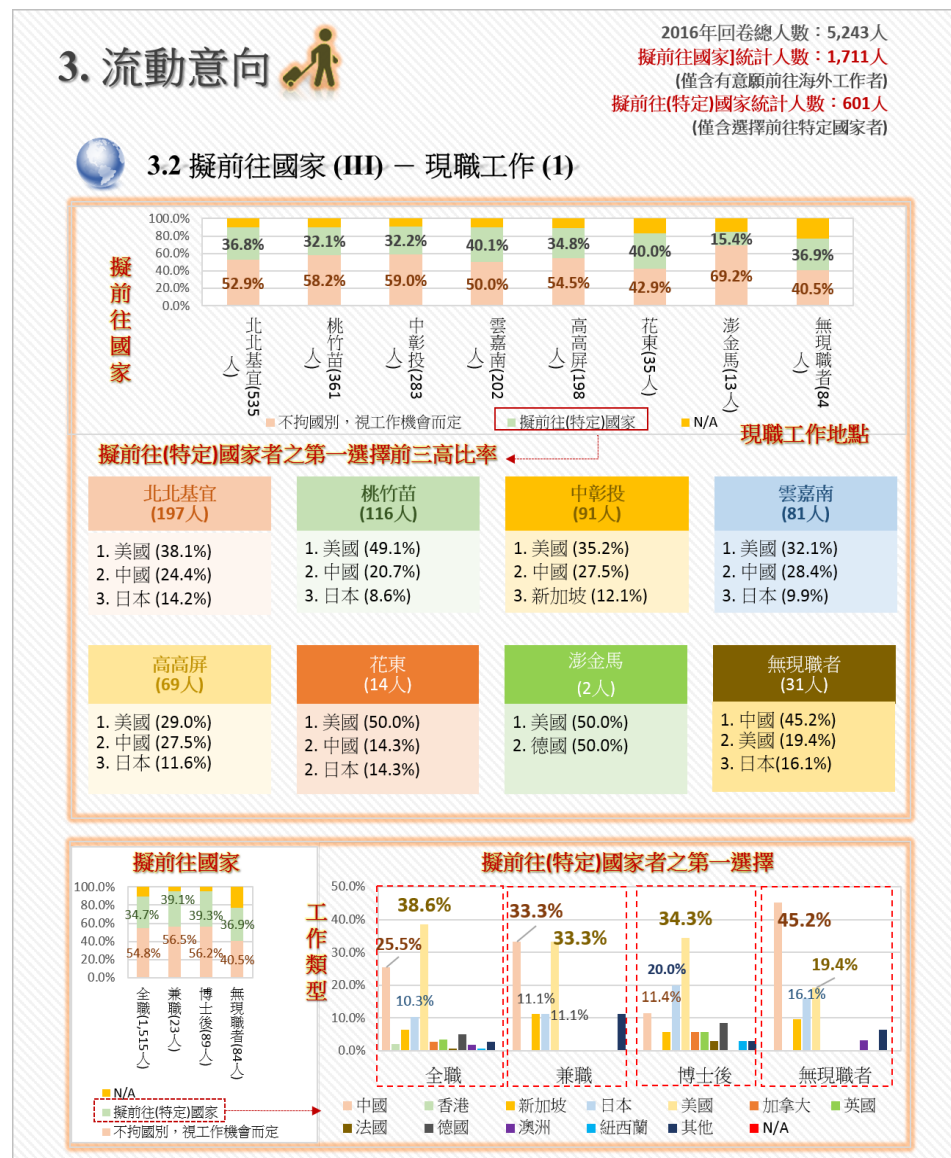 3. 流動意向
2016年回卷總人數：5,243人
擬前往國家]統計人數：1,711人
(僅含有意願前往海外工作者)
擬前往(特定)國家統計人數：601人
(僅含選擇前往特定國家者)
3.2 擬前往國家 (III) － 現職工作 (1)
擬前往國家
100.0%
80.0%
60.0%
40.0%
20.0%
0.0%
36.8%
32.1%
32.2%
40.1%
34.8%
40.0%
15.4%
36.9%
52.9%
58.2%
59.0%
50.0%
54.5%
42.9%
69.2%
40.5%
北北基宜(535人)
桃竹苗(361人)
中彰投(283人)
雲嘉南(202人)
高高屏(198人)
花東(35人)
澎金馬(13人)
無現職者(84人)
不拘國別，視工作機會而定
擬前往(特定)國家
N/A
現職工作地點
擬前往(特定)國家者之第一選擇前三高比率
北北基宜
(197人)
1. 美國 (38.1%)
2. 中國 (24.4%)
3. 日本 (14.2%)
桃竹苗
(116人)
1. 美國 (49.1%)
2. 中國 (20.7%)
3. 日本 (8.6%)
中彰投
(91人)
1. 美國 (35.2%)
2. 中國 (27.5%)
3. 新加坡 (12.1%)
雲嘉南
(81人)
1. 美國 (32.1%)
2. 中國 (28.4%)
3. 日本 (9.9%)
高高屏
(69人)
1. 美國 (29.0%)
2. 中國 (27.5%)
3. 日本 (11.6%)
花東
(14人)
1. 美國 (50.0%)
2. 中國 (14.3%)
2. 日本 (14.3%)
澎金馬
(2人)
1. 美國 (50.0%)
2. 德國 (50.0%)
無現職者
(31人)
1. 中國 (45.2%)
2. 美國 (19.4%)
3. 日本(16.1%)
擬前往國家
100.0%
80.0%
60.0%
40.0%
20.0%
0.0%
34.7%
39.1%
39.3%
36.9%
54.8%
56.5%
56.2%
40.5%
全職(1,515人)
兼職(23人)
博士後(89人)
無現職者(84人)
N/A
擬前往(特定)國家
不拘國別，視工作機會而定
工作類型
擬前往(特定)國家者之第一選擇
50.0%
40.0%
30.0%
20.0%
10.0%
0.0%
25.5%
10.3%
38.6%
33.3%
11.1%
11.1%
33.3%
11.4%
20.0%
34.3%
45.2%
16.1%
19.4%
全職
兼職
博士後
無現職者
中國
香港
新加坡
日本
美國
加拿大
英國
法國
德國
澳洲
紐西蘭
其他
N/A